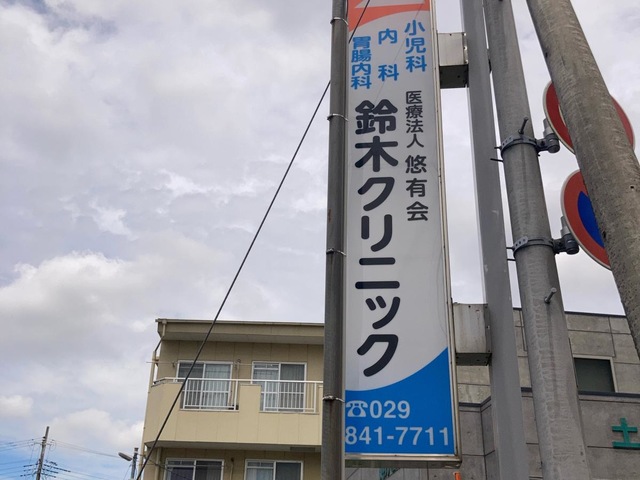 小児科
内科
胃腸内科
医療法人 悠有会
鈴木クリニック
☎029
841-7711
土